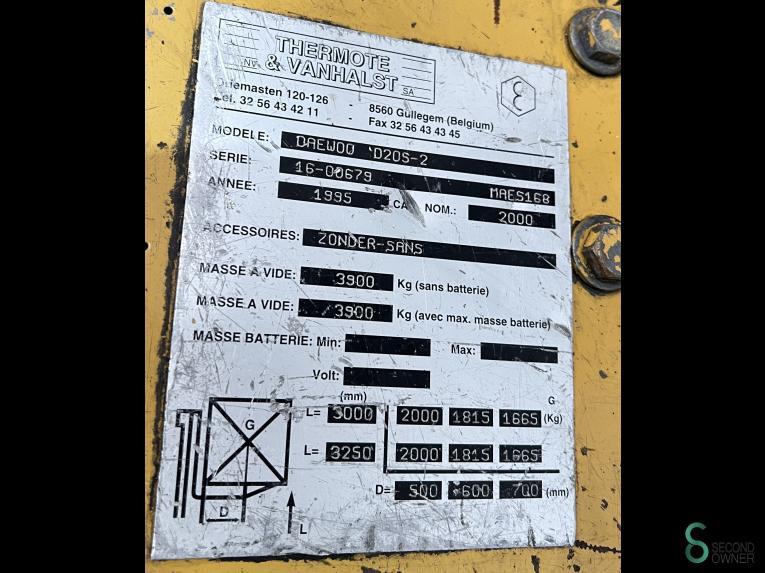 THERMOTE
NV & VANHALST SA
Driemasten 120-126
Tel. 32 56 43 42 11 - 8560 Gullegem (Belgium)
Fax 32 56 43 43 45
MODELE: DAEWOO 'D20S-2
SERIE: 16-00679 MAES168
ANNEE: 1995 CA NOM.: 2000
ACCESSOIRES: ZONDER-SANS
MASSE A VIDE: 3900 Kg (sans batterie)
MASSE A VIDE: 3900 Kg (avec max. masse batterie)
MASSE BATTERIE: Min: Max:
Volt:
(mm) G
L= 3000 2000 1815 1665 (Kg)
L= 3250 2000 1815 1665
D= 500 600 700 (mm)
G
D
L
SECOND
OWNER